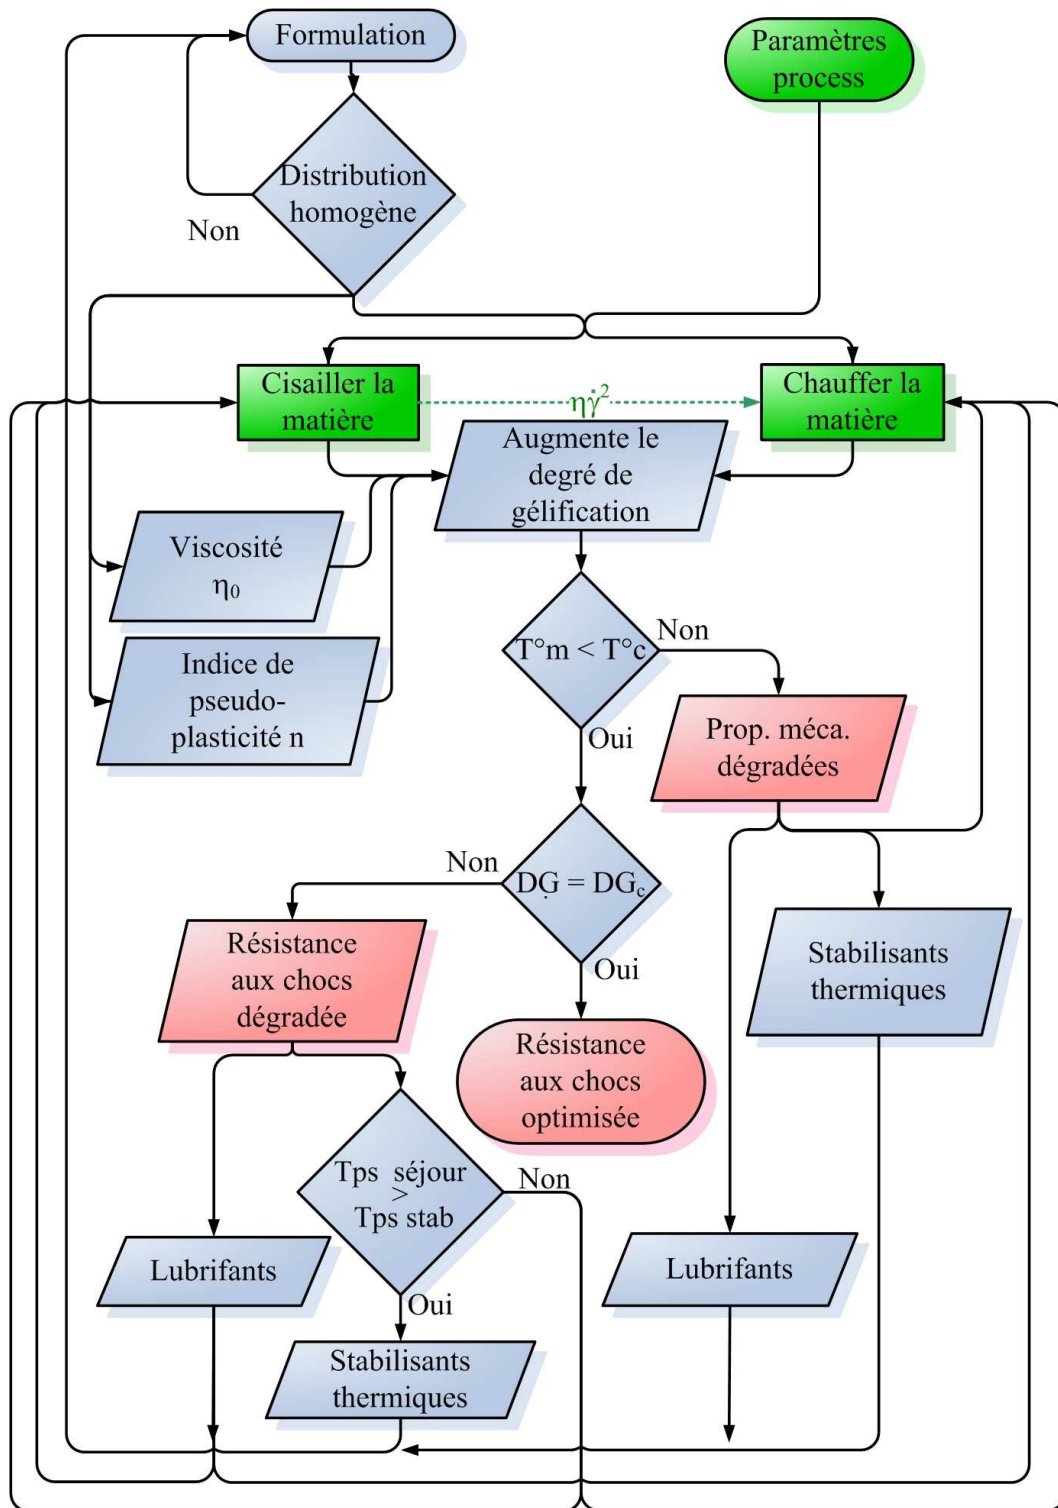 Formulation
Paramètres
process
Distribution
homogène
Non
Cisailler la
matière
ηγ̇²
Chauffer la
matière
Augmente le
degré de
gélification
Viscosité
η₀
Indice de
pseudo-
plasticité n
T°m < T°c
Non
Oui
Prop. méca.
dégradées
Non
DG = DGc
Oui
Résistance
aux chocs
dégradée
Stabilisants
thermiques
Résistance
aux chocs
optimisée
Tps séjour
>
Tps stab
Non
Oui
Lubrifants
Lubrifants
Stabilisants
thermiques